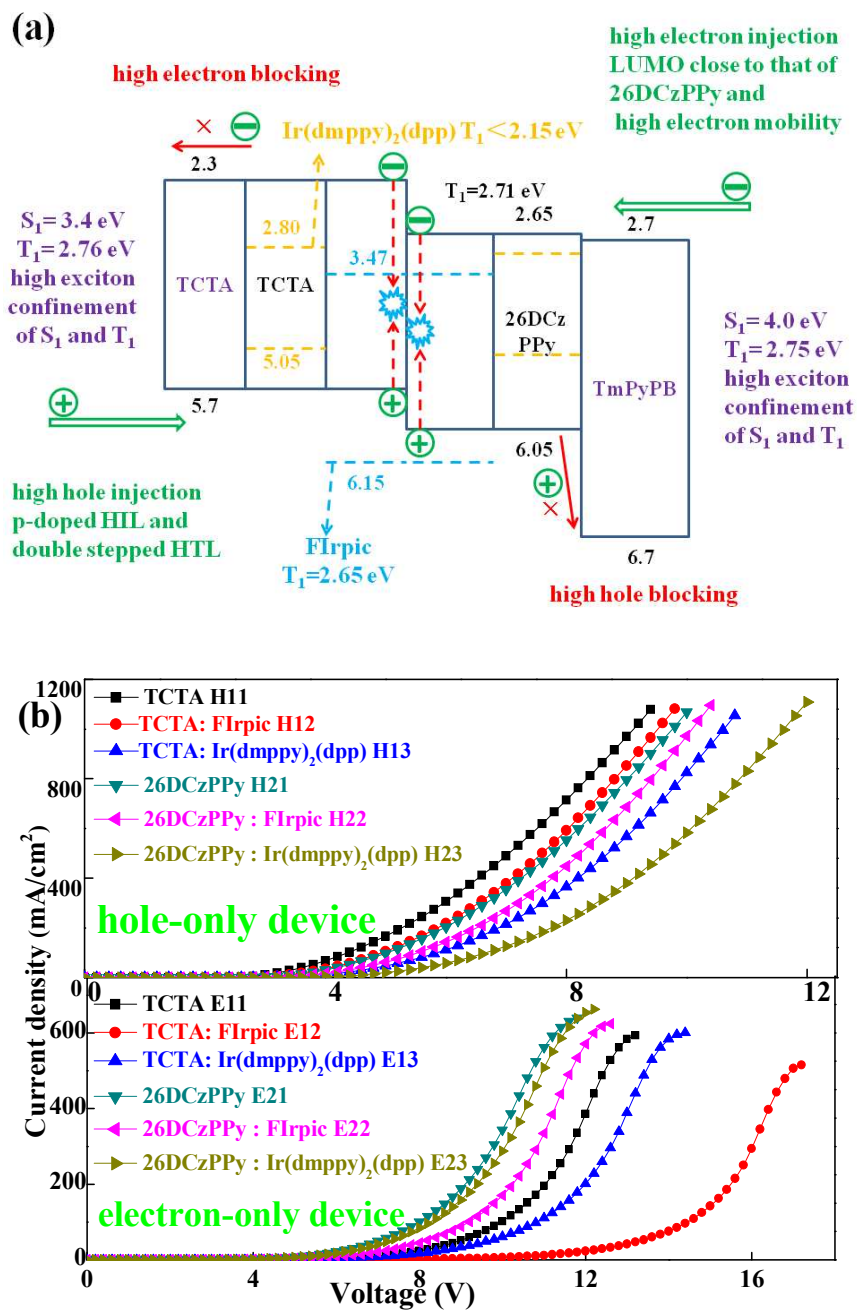 (a)
high electron blocking
high electron injection
LUMO close to that of
26DCzPPy and
high electron mobility
×
−
2.3
Ir(dmppy)₂(dpp) T₁＜2.15 eV
−
−
T₁=2.71 eV
2.65
−
2.7
S₁= 3.4 eV
T₁=2.76 eV
high exciton
confinement
of S₁ and T₁
2.80
3.47
TCTA
TCTA
26DCz
PPy
TmPyPB
5.05
S₁= 4.0 eV
T₁=2.75 eV
high exciton
confinement
of S₁ and T₁
+
5.7
+
+
6.05
6.15
+
×
high hole injection
p-doped HIL and
double stepped HTL
FIrpic
T₁=2.65 eV
6.7
high hole blocking
(b)
1200
800
400
0
TCTA H11
TCTA: FIrpic H12
TCTA: Ir(dmppy)₂(dpp) H13
26DCzPPy H21
26DCzPPy : FIrpic H22
26DCzPPy : Ir(dmppy)₂(dpp) H23
hole-only device
0 4 8 12
Current density (mA/cm²)
600
400
200
0
TCTA E11
TCTA: FIrpic E12
TCTA: Ir(dmppy)₂(dpp) E13
26DCzPPy E21
26DCzPPy : FIrpic E22
26DCzPPy : Ir(dmppy)₂(dpp) E23
electron-only device
0 4 8 12 16
Voltage (V)